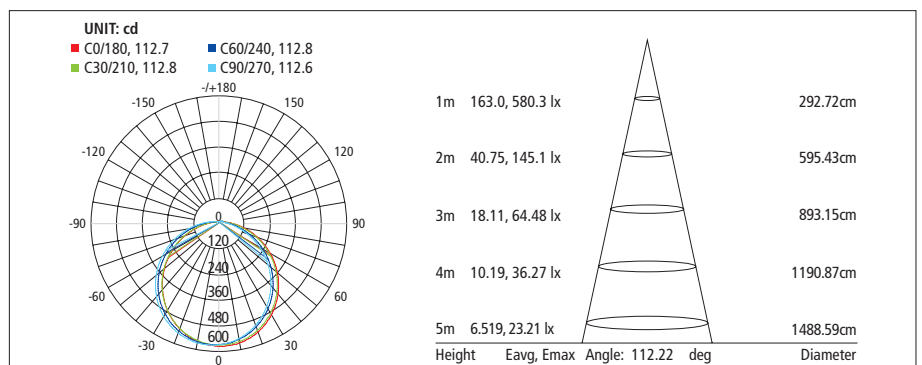 UNIT: cd
C0/180, 112.7
C60/240, 112.8
C30/210, 112.8
C90/270, 112.6
-/+180
-150
150
-120
120
-90
0
90
120
240
-60
360
60
480
-30
600
30
0
1m 163.0, 580.3 lx 292.72cm
2m 40.75, 145.1 lx 595.43cm
3m 18.11, 64.48 lx 893.15cm
4m 10.19, 36.27 lx 1190.87cm
5m 6.519, 23.21 lx 1488.59cm
Height Eavg, Emax Angle: 112.22 deg Diameter